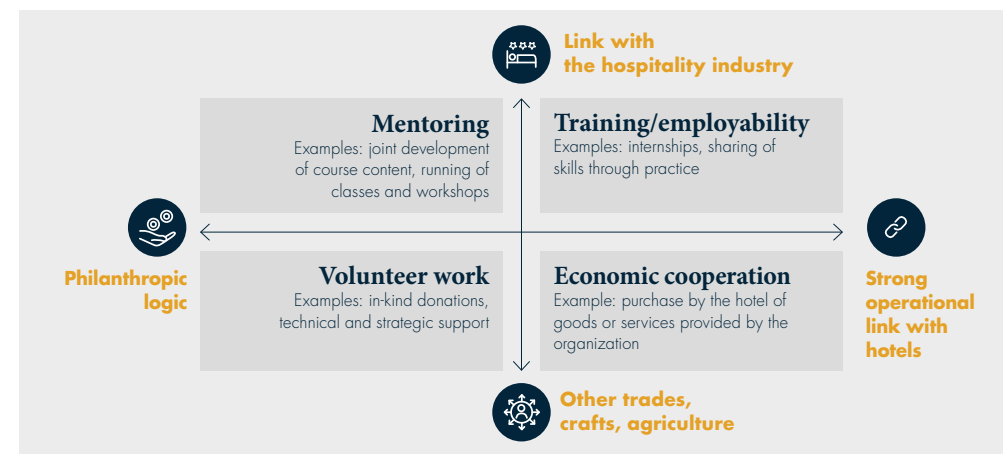 Link with
the hospitality industry
Mentoring
Examples: joint development
of course content, running of
classes and workshops
Training/employability
Examples: internships, sharing of
skills through practice
Philanthropic
logic
Strong
operational
link with
hotels
Volunteer work
Examples: in-kind donations,
technical and strategic support
Economic cooperation
Example: purchase by the hotel of
goods or services provided by the
organization
Other trades,
crafts, agriculture